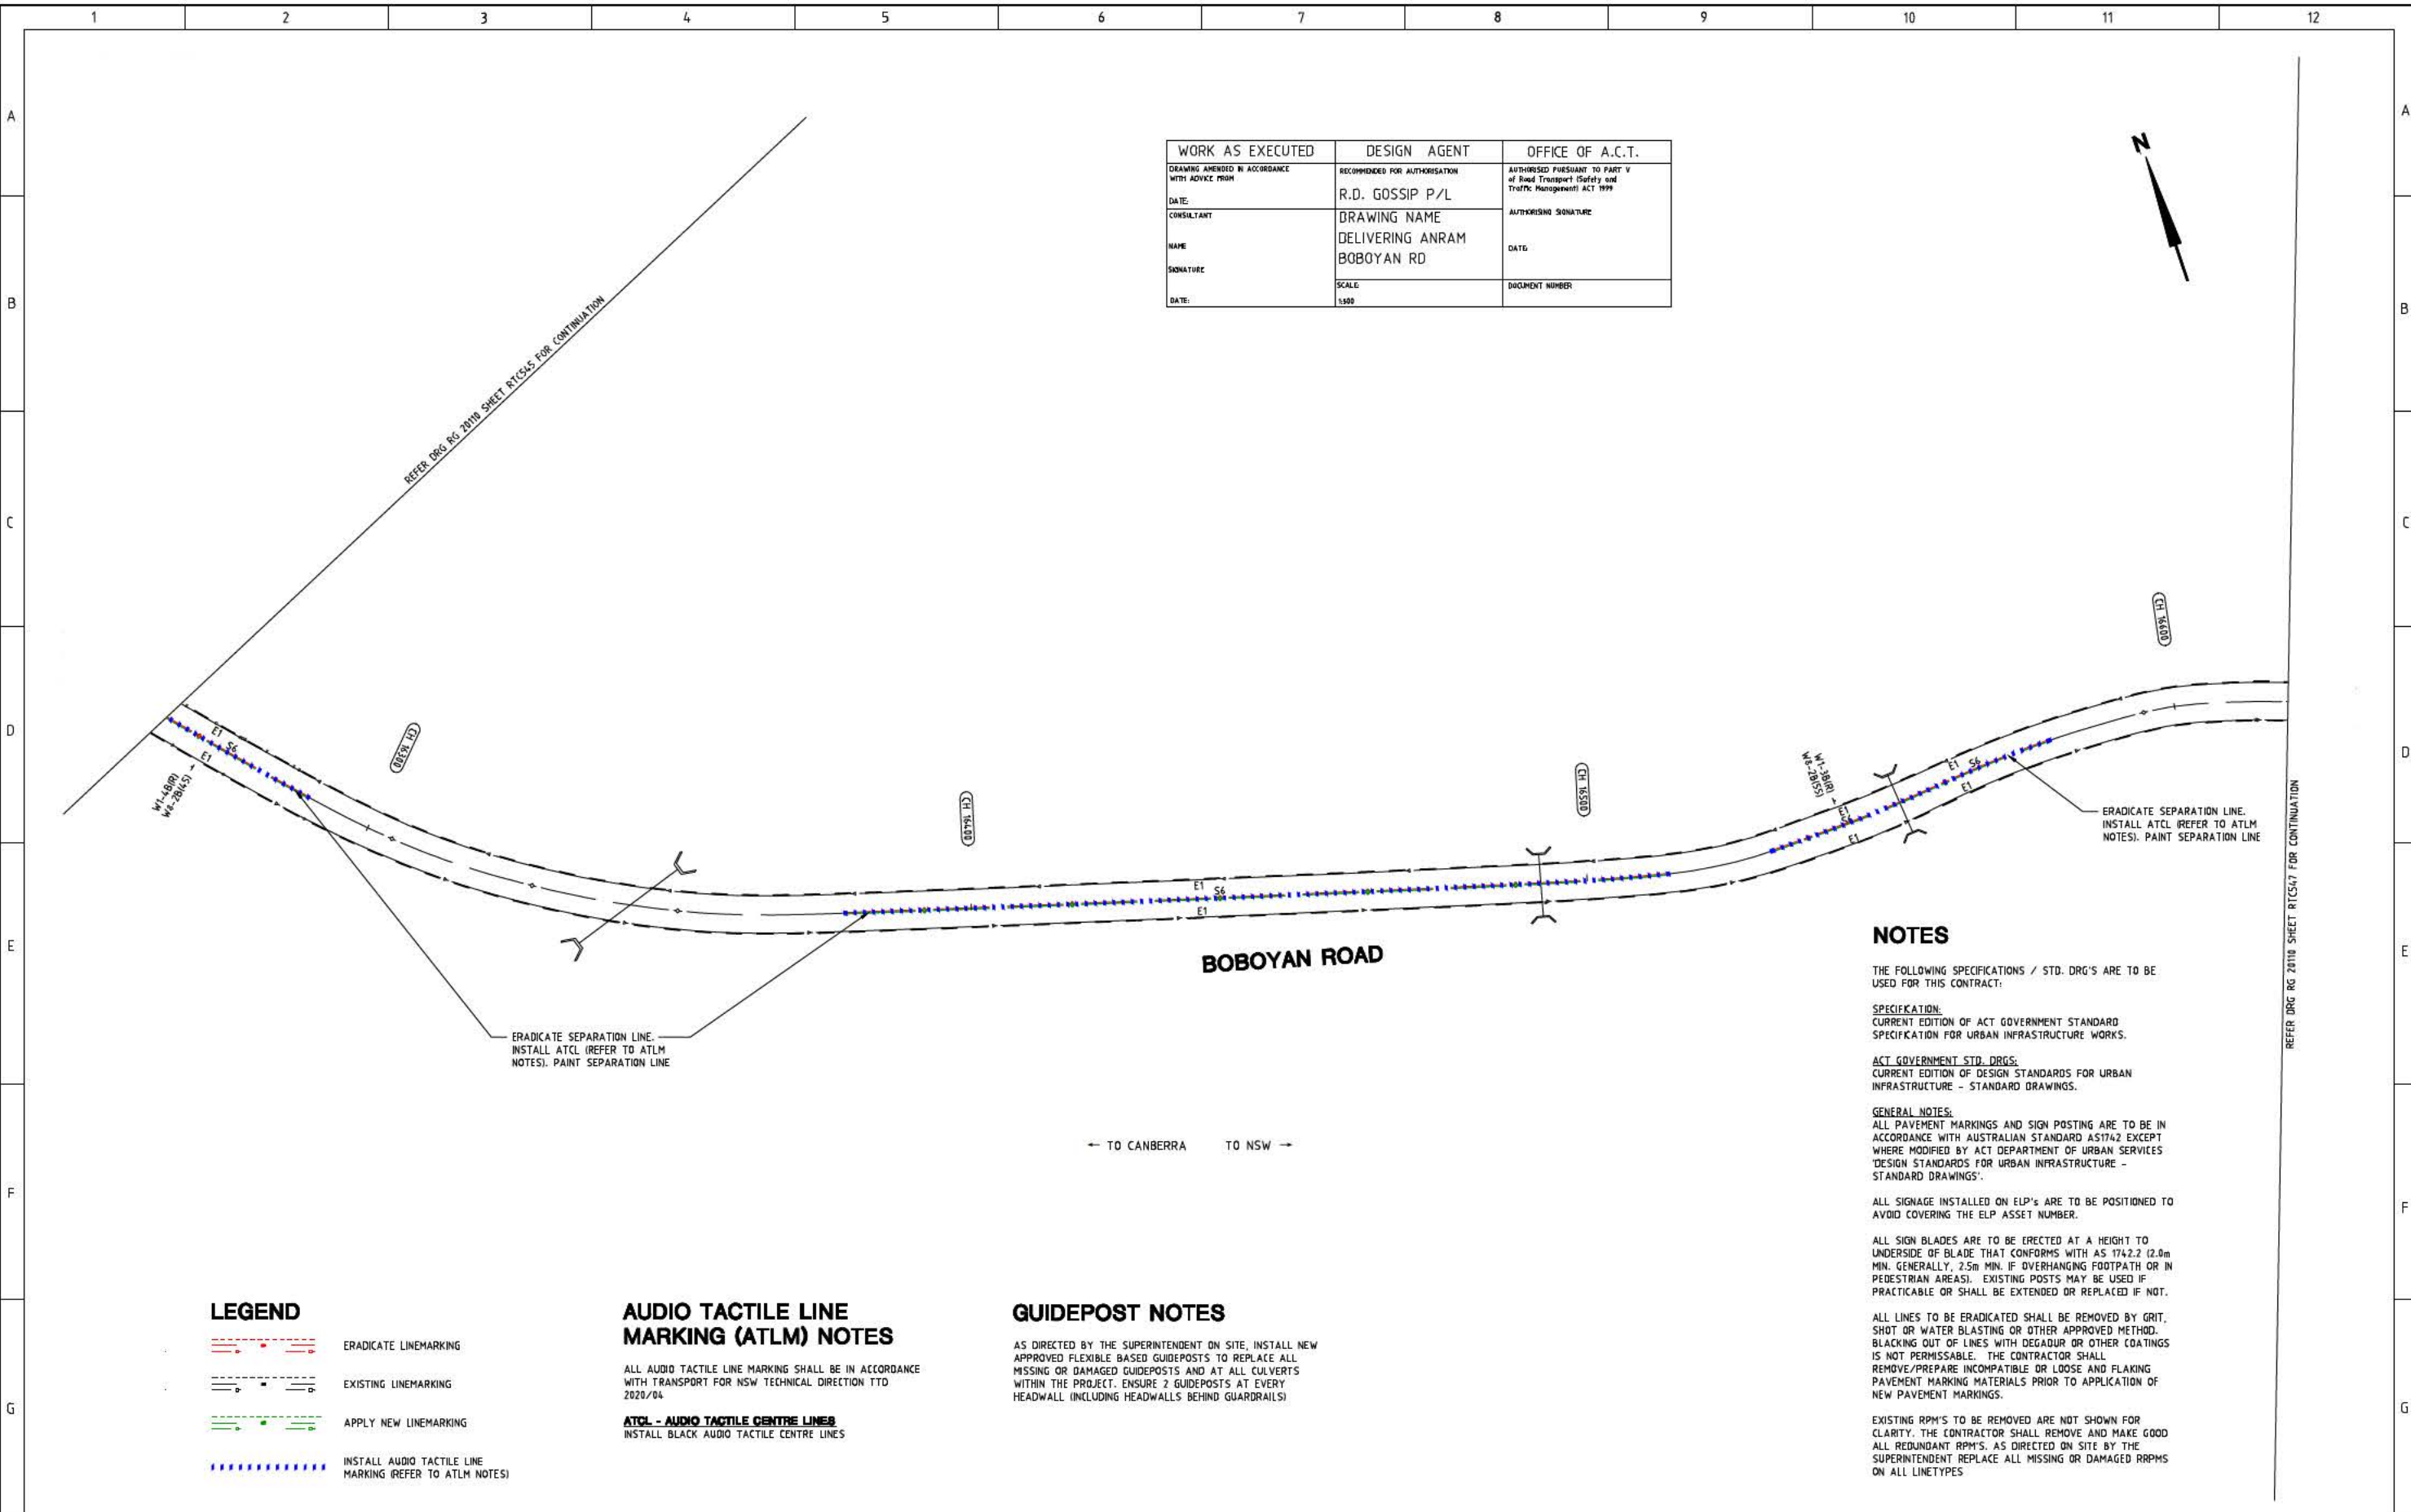 1 2 3 4 5 6 7 8 9 10 11 12
A A
B B
C C
D D
E E
F F
G G
WORK AS EXECUTED
DRAWING AMENDED IN ACCORDANCE
WITH ADVICE FROM
DATE:
CONSULTANT
NAME
SIGNATURE
DATE:
DESIGN AGENT
RECOMMENDED FOR AUTHORISATION
R.D. GOSSIP P/L
DRAWING NAME
DELIVERING ANRAM
BOBOYAN RD
SCALE:
1:500
OFFICE OF A.C.T.
AUTHORISED PURSUANT TO PART V
of Road Transport (Safety and
Traffic Management) ACT 1999
AUTHORISING SIGNATURE
DATE:
DOCUMENT NUMBER
N
REFER DRG RG 20110 SHEET RTC545 FOR CONTINUATION
CH 16300
CH 16400
CH 16500
CH 16600
W1-4B(R)
W8-2B(45)
E1
S6
E1
E1
S6
E1
W1-3B(R)
W8-2B(55)
E1
S6
E1
E1
S6
E1
ERADICATE SEPARATION LINE.
INSTALL ATCL (REFER TO ATLM
NOTES). PAINT SEPARATION LINE
ERADICATE SEPARATION LINE.
INSTALL ATCL (REFER TO ATLM
NOTES). PAINT SEPARATION LINE
REFER DRG RG 20110 SHEET RTC547 FOR CONTINUATION
BOBOYAN ROAD
← TO CANBERRA TO NSW →
LEGEND
ERADICATE LINEMARKING
EXISTING LINEMARKING
APPLY NEW LINEMARKING
INSTALL AUDIO TACTILE LINE
MARKING (REFER TO ATLM NOTES)
AUDIO TACTILE LINE
MARKING (ATLM) NOTES
ALL AUDIO TACTILE LINE MARKING SHALL BE IN ACCORDANCE
WITH TRANSPORT FOR NSW TECHNICAL DIRECTION TTD
2020/04
ATCL - AUDIO TACTILE CENTRE LINES
INSTALL BLACK AUDIO TACTILE CENTRE LINES
GUIDEPOST NOTES
AS DIRECTED BY THE SUPERINTENDENT ON SITE, INSTALL NEW
APPROVED FLEXIBLE BASED GUIDEPOSTS TO REPLACE ALL
MISSING OR DAMAGED GUIDEPOSTS AND AT ALL CULVERTS
WITHIN THE PROJECT. ENSURE 2 GUIDEPOSTS AT EVERY
HEADWALL (INCLUDING HEADWALLS BEHIND GUARDRAILS)
NOTES
THE FOLLOWING SPECIFICATIONS / STD. DRG'S ARE TO BE
USED FOR THIS CONTRACT:
SPECIFICATION:
CURRENT EDITION OF ACT GOVERNMENT STANDARD
SPECIFICATION FOR URBAN INFRASTRUCTURE WORKS.
ACT GOVERNMENT STD. DRGS:
CURRENT EDITION OF DESIGN STANDARDS FOR URBAN
INFRASTRUCTURE - STANDARD DRAWINGS.
GENERAL NOTES:
ALL PAVEMENT MARKINGS AND SIGN POSTING ARE TO BE IN
ACCORDANCE WITH AUSTRALIAN STANDARD AS1742 EXCEPT
WHERE MODIFIED BY ACT DEPARTMENT OF URBAN SERVICES
'DESIGN STANDARDS FOR URBAN INFRASTRUCTURE -
STANDARD DRAWINGS'.
ALL SIGNAGE INSTALLED ON ELP's ARE TO BE POSITIONED TO
AVOID COVERING THE ELP ASSET NUMBER.
ALL SIGN BLADES ARE TO BE ERECTED AT A HEIGHT TO
UNDERSIDE OF BLADE THAT CONFORMS WITH AS 1742.2 (2.0m
MIN. GENERALLY, 2.5m MIN. IF OVERHANGING FOOTPATH OR IN
PEDESTRIAN AREAS). EXISTING POSTS MAY BE USED IF
PRACTICABLE OR SHALL BE EXTENDED OR REPLACED IF NOT.
ALL LINES TO BE ERADICATED SHALL BE REMOVED BY GRIT,
SHOT OR WATER BLASTING OR OTHER APPROVED METHOD.
BLACKING OUT OF LINES WITH DEGADUR OR OTHER COATINGS
IS NOT PERMISSABLE. THE CONTRACTOR SHALL
REMOVE/PREPARE INCOMPATIBLE OR LOOSE AND FLAKING
PAVEMENT MARKING MATERIALS PRIOR TO APPLICATION OF
NEW PAVEMENT MARKINGS.
EXISTING RPM'S TO BE REMOVED ARE NOT SHOWN FOR
CLARITY. THE CONTRACTOR SHALL REMOVE AND MAKE GOOD
ALL REDUNDANT RPM'S. AS DIRECTED ON SITE BY THE
SUPERINTENDENT REPLACE ALL MISSING OR DAMAGED RRPMS
ON ALL LINETYPES